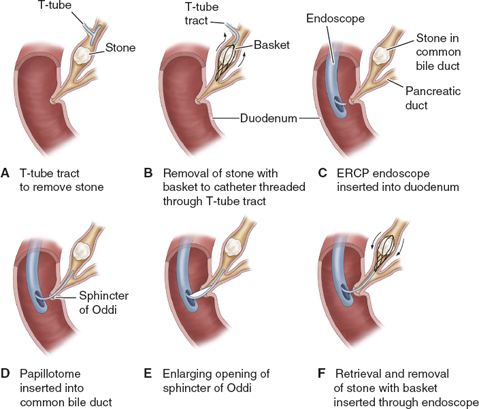 T-tube
Stone
A T-tube tract
to remove stone
T-tube
tract
Basket
Duodenum
B Removal of stone with
basket to catheter threaded
through T-tube tract
Endoscope
Stone in
common
bile duct
Pancreatic
duct
C ERCP endoscope
inserted into duodenum
Sphincter
of Oddi
D Papillotome
inserted into
common bile duct
E Enlarging opening of
sphincter of Oddi
F Retrieval and removal
of stone with basket
inserted through endoscope